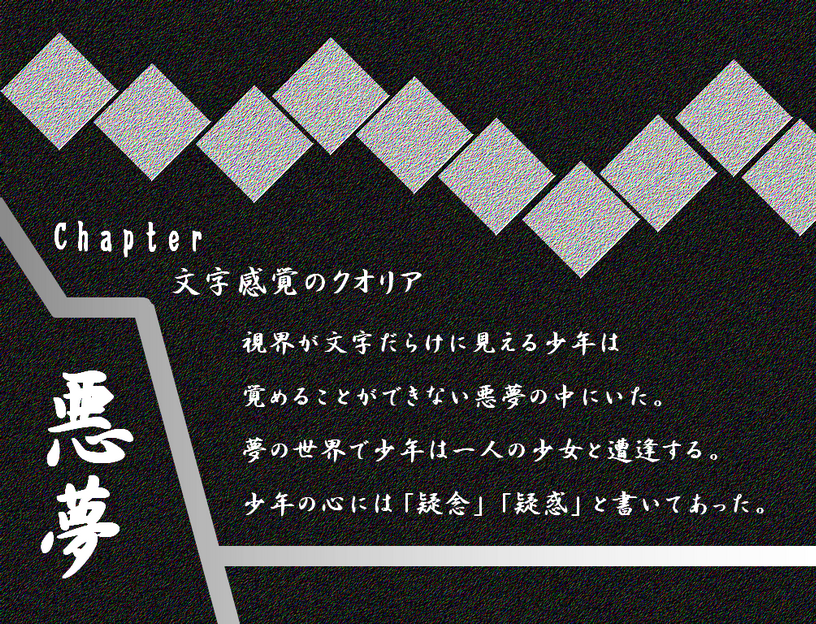 Chapter
文字感覚のクオリア
視界が文字だらけに見える少年は
覚めることができない悪夢の中にいた。
夢の世界で少年は一人の少女と遭逢する。
少年の心には「疑念」「疑惑」と書いてあった。
悪夢